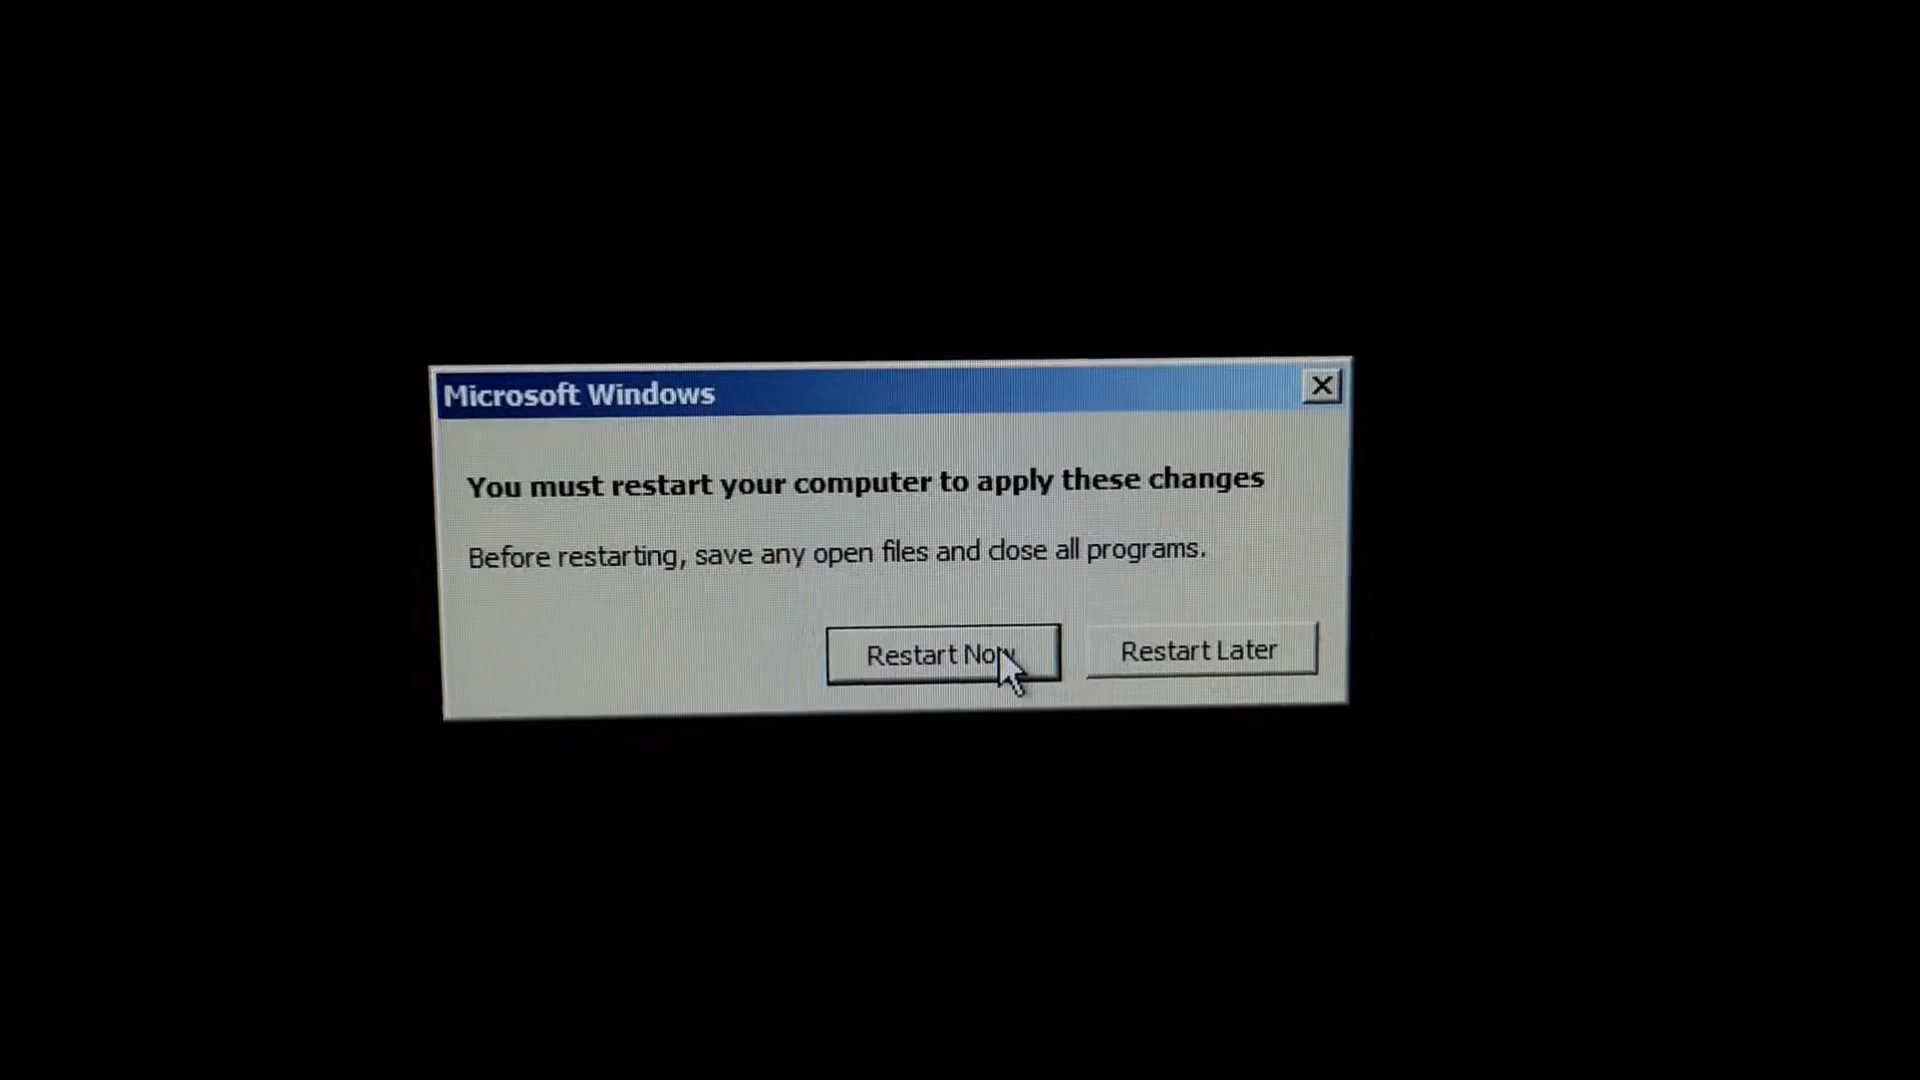 Microsoft Windows
You must restart your computer to apply these changes
Before restarting, save any open files and close all programs.
Restart Now
Restart Later